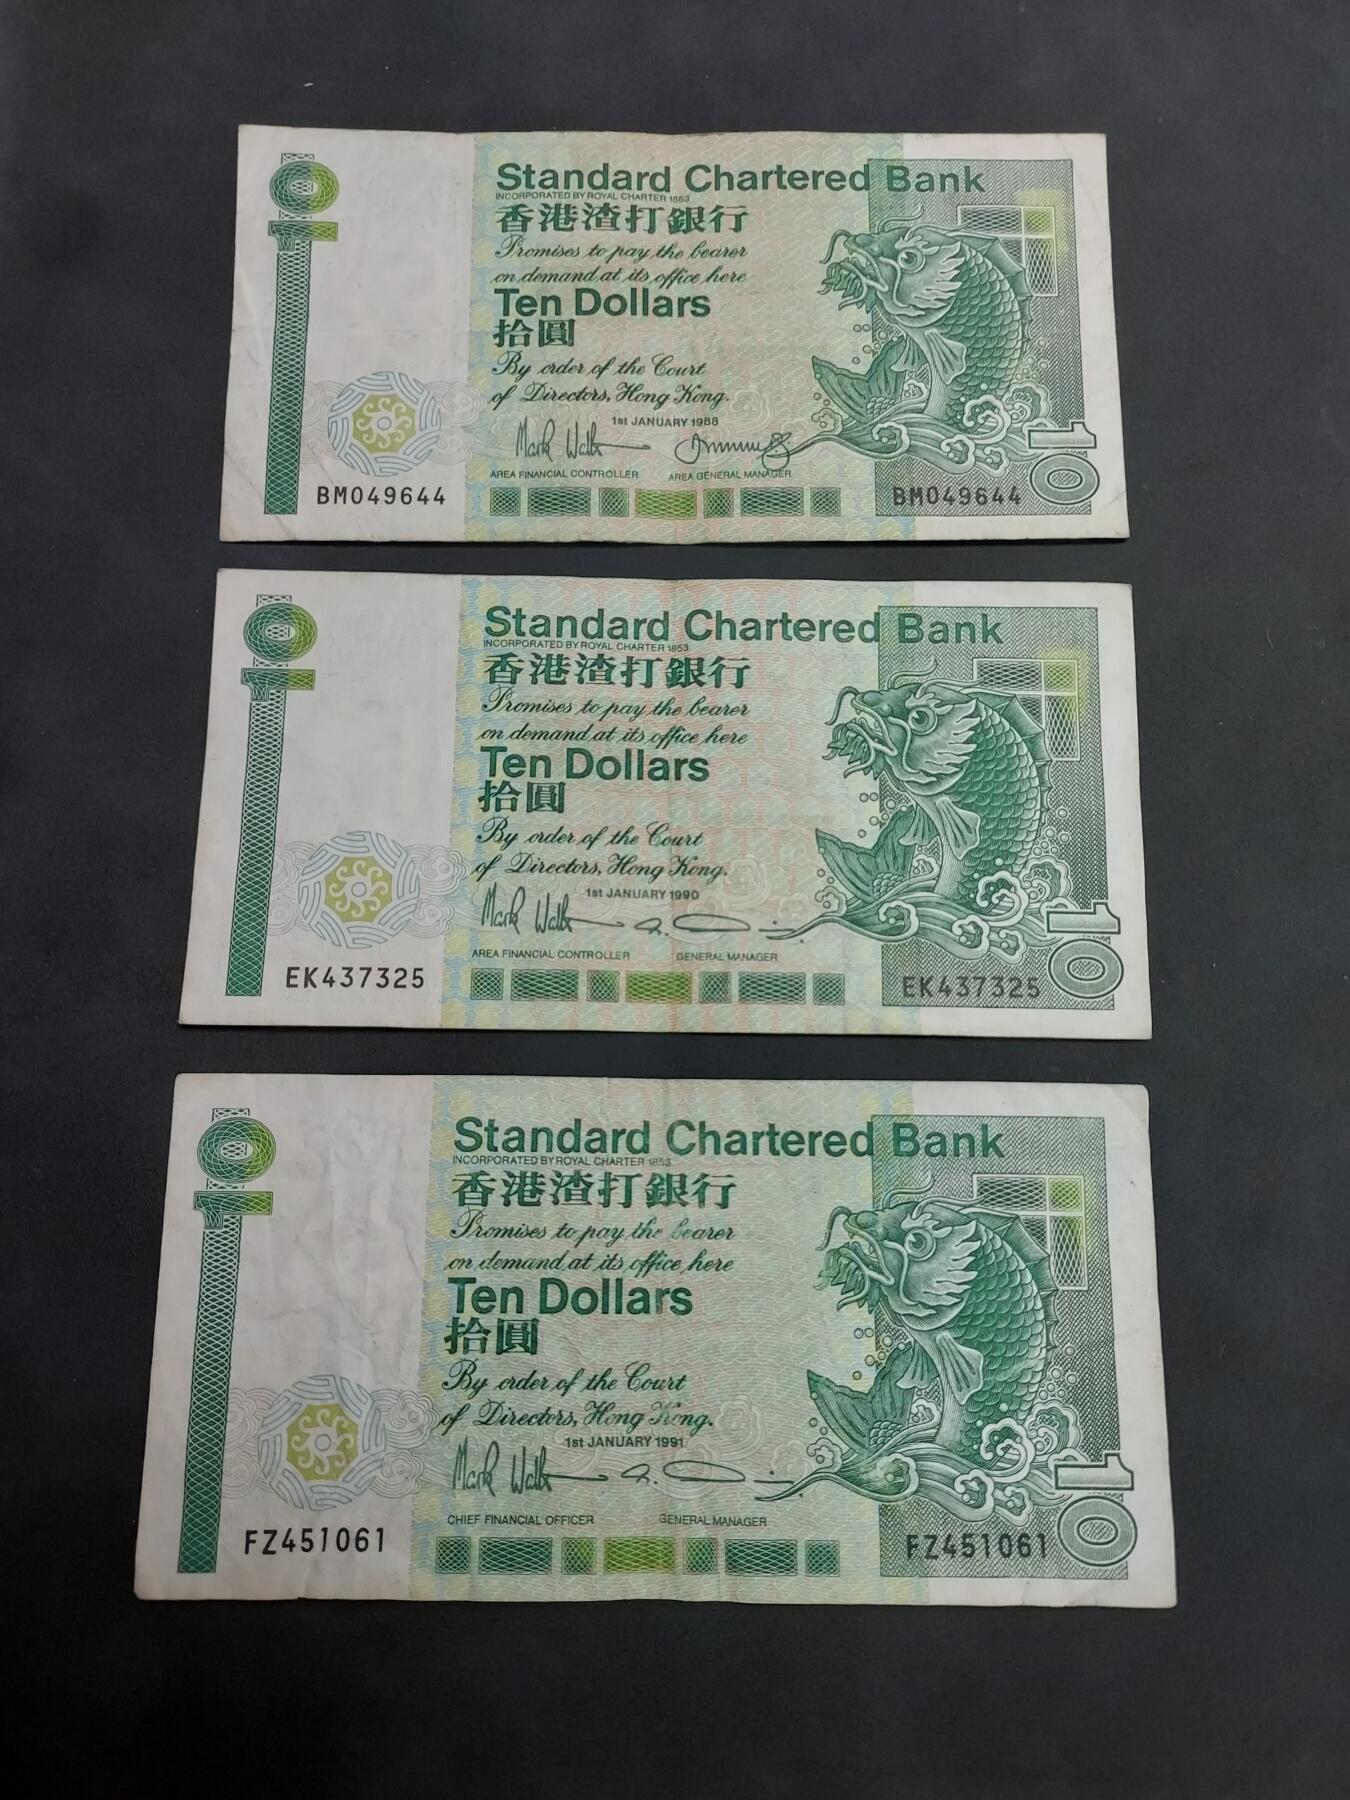 Standard Chartered Bank
INCORPORATED BY ROYAL CHARTER 1853
香港渣打銀行
Promises to pay the bearer
on demand at its office here
Ten Dollars
拾圓
By order of the Court
of Directors, Hong Kong.
1st JANUARY 1988
Mark Walk
AREA FINANCIAL CONTROLLER AREA GENERAL MANAGER
BM049644 BM049644
10
Standard Chartered Bank
INCORPORATED BY ROYAL CHARTER 1853
香港渣打銀行
Promises to pay the bearer
on demand at its office here
Ten Dollars
拾圓
By order of the Court
of Directors, Hong Kong.
1st JANUARY 1990
AREA FINANCIAL CONTROLLER GENERAL MANAGER
EK437325 EK437325
10
Standard Chartered Bank
INCORPORATED BY ROYAL CHARTER 1853
香港渣打銀行
Promises to pay the bearer
on demand at its office here
Ten Dollars
拾圓
By order of the Court
of Directors, Hong Kong.
1st JANUARY 1991
CHIEF FINANCIAL OFFICER GENERAL MANAGER
FZ451061 FZ451061
10